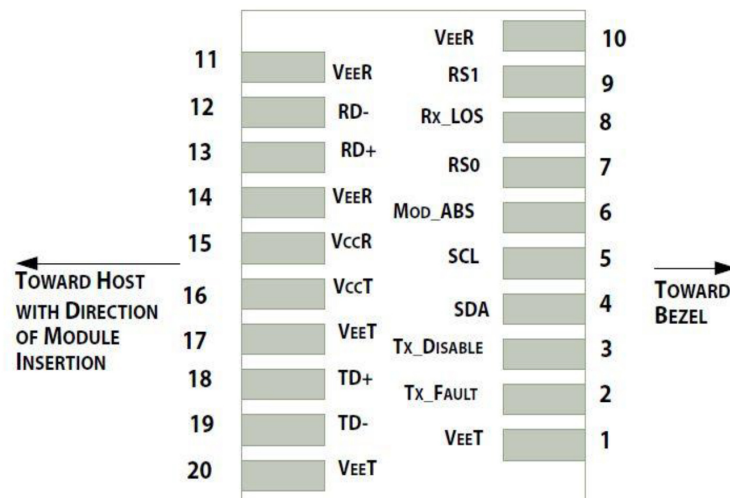 VEER 10
11 VEER
RS1 9
12 RD-
RX_LOS 8
13 RD+
RS0 7
14 VEER
MOD_ABS 6
15 VCCR
SCL 5
16 VCCT
SDA 4
17 VEET
TX_DISABLE 3
18 TD+
TX_FAULT 2
19 TD-
VEET 1
20 VEET
TOWARD HOST
WITH DIRECTION
OF MODULE
INSERTION
TOWARD
BEZEL